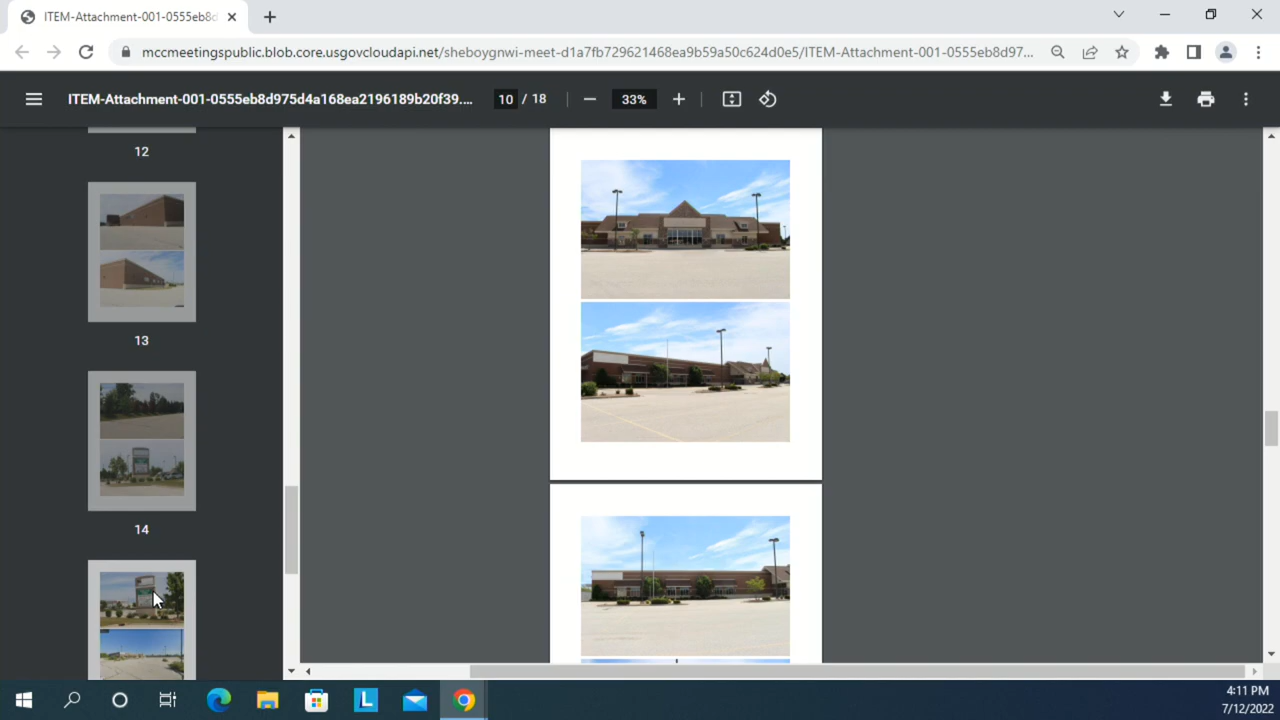 ITEM-Attachment-001-0555eb8d
mccmeetingspublic.blob.core.usgovcloudapi.net/sheboygnwi-meet-d1a7fb729621468ea9b59a50c624d0e5/ITEM-Attachment-001-0555eb8d97...
ITEM-Attachment-001-0555eb8d975d4a168ea2196189b20f39.... 10 / 18 33%
12
13
14
4:11 PM
7/12/2022